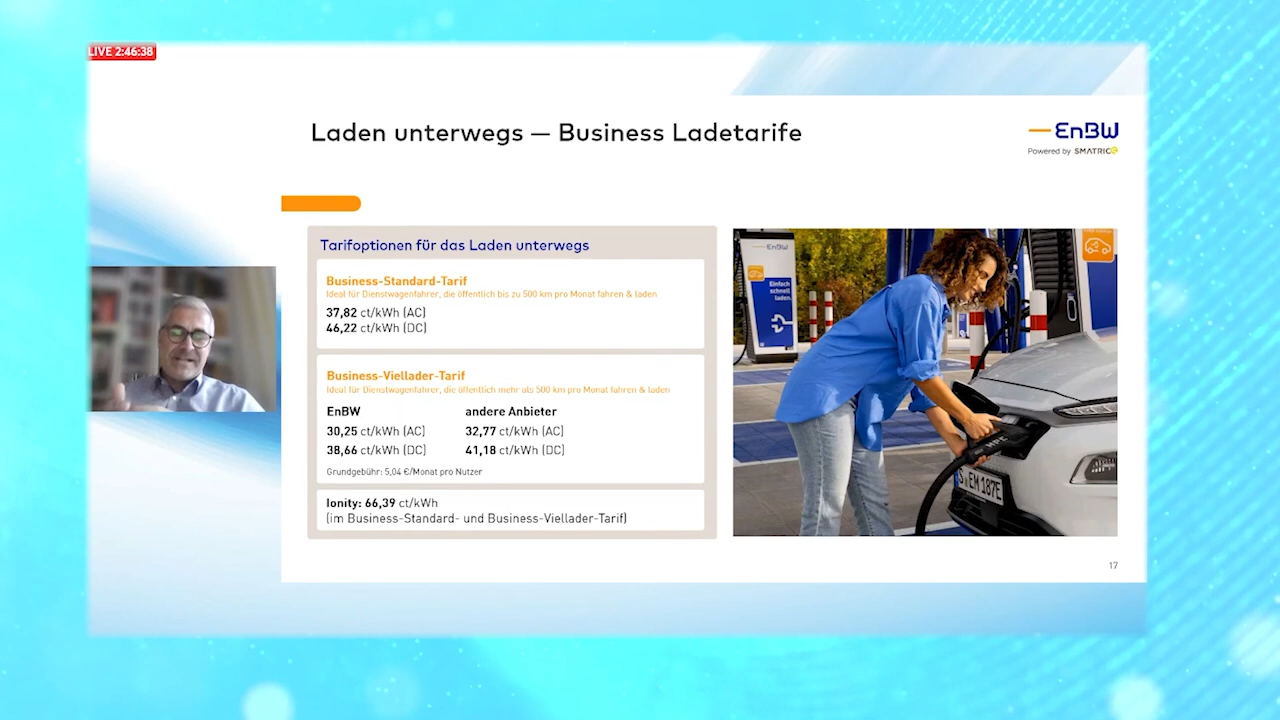 LIVE 2:46:38
Laden unterwegs — Business Ladetarife
EnBW
Powered by SMATRICS
Tarifoptionen für das Laden unterwegs
Business-Standard-Tarif
Ideal für Dienstwagenfahrer, die öffentlich bis zu 500 km pro Monat fahren & laden
37,82 ct/kWh (AC)
46,22 ct/kWh (DC)
Business-Viellader-Tarif
Ideal für Dienstwagenfahrer, die öffentlich mehr als 500 km pro Monat fahren & laden
EnBW andere Anbieter
30,25 ct/kWh (AC) 32,77 ct/kWh (AC)
38,66 ct/kWh (DC) 41,18 ct/kWh (DC)
Grundgebühr: 5,04 €/Monat pro Nutzer
Ionity: 66,39 ct/kWh
(im Business-Standard- und Business-Viellader-Tarif)
EnBW
Einfach
schnell
laden.
HPC
S EM 187E
17